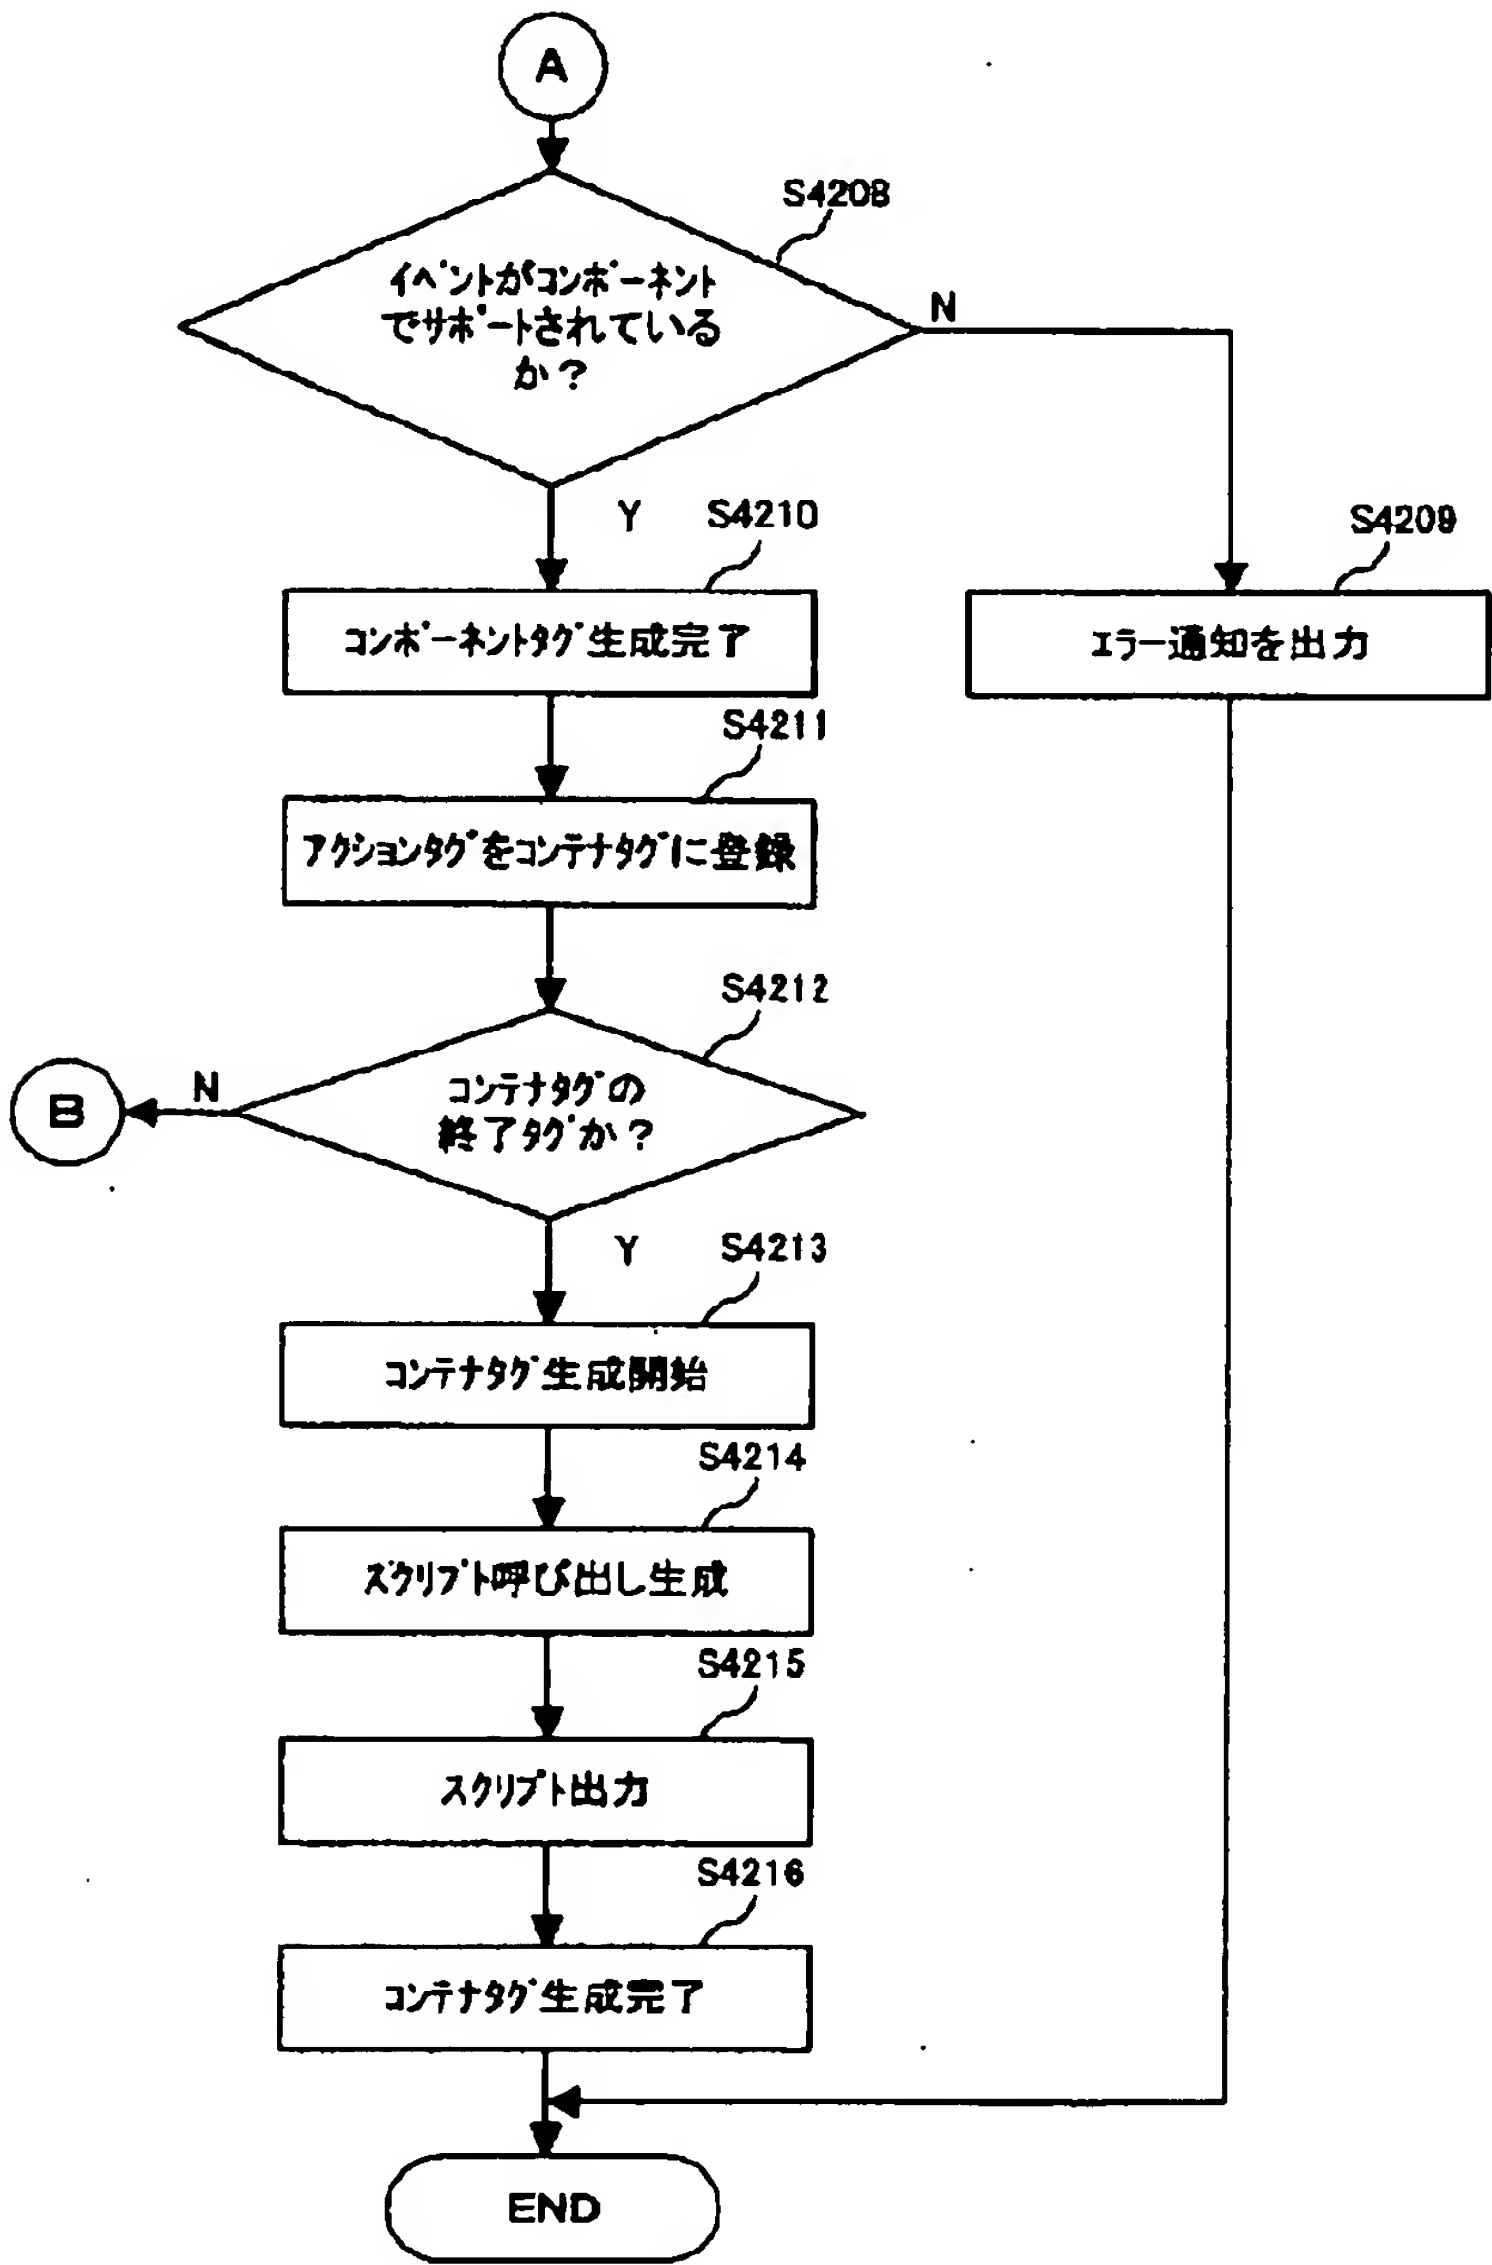 A
S4208
イベントがコンポーネント
でサポートされている
か？
N
Y
S4210
S4209
コンポーネントタグ生成完了
エラー通知を出力
S4211
アクションタグをコンテナタグに登録
S4212
B
N
コンテナタグの
終了タグか？
Y
S4213
コンテナタグ生成開始
S4214
スクリプト呼び出し生成
S4215
スクリプト出力
S4216
コンテナタグ生成完了
END